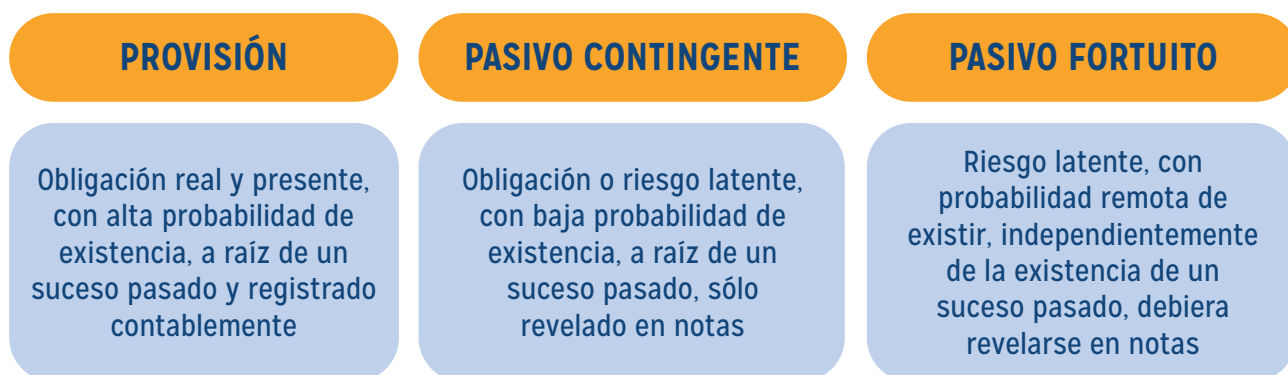 PROVISIÓN
Obligación real y presente,
con alta probabilidad de
existencia, a raíz de un
suceso pasado y registrado
contablemente
PASIVO CONTINGENTE
Obligación o riesgo latente,
con baja probabilidad de
existencia, a raíz de un
suceso pasado, sólo
revelado en notas
PASIVO FORTUITO
Riesgo latente, con
probabilidad remota de
existir, independientemente
de la existencia de un
suceso pasado, debiera
revelarse en notas